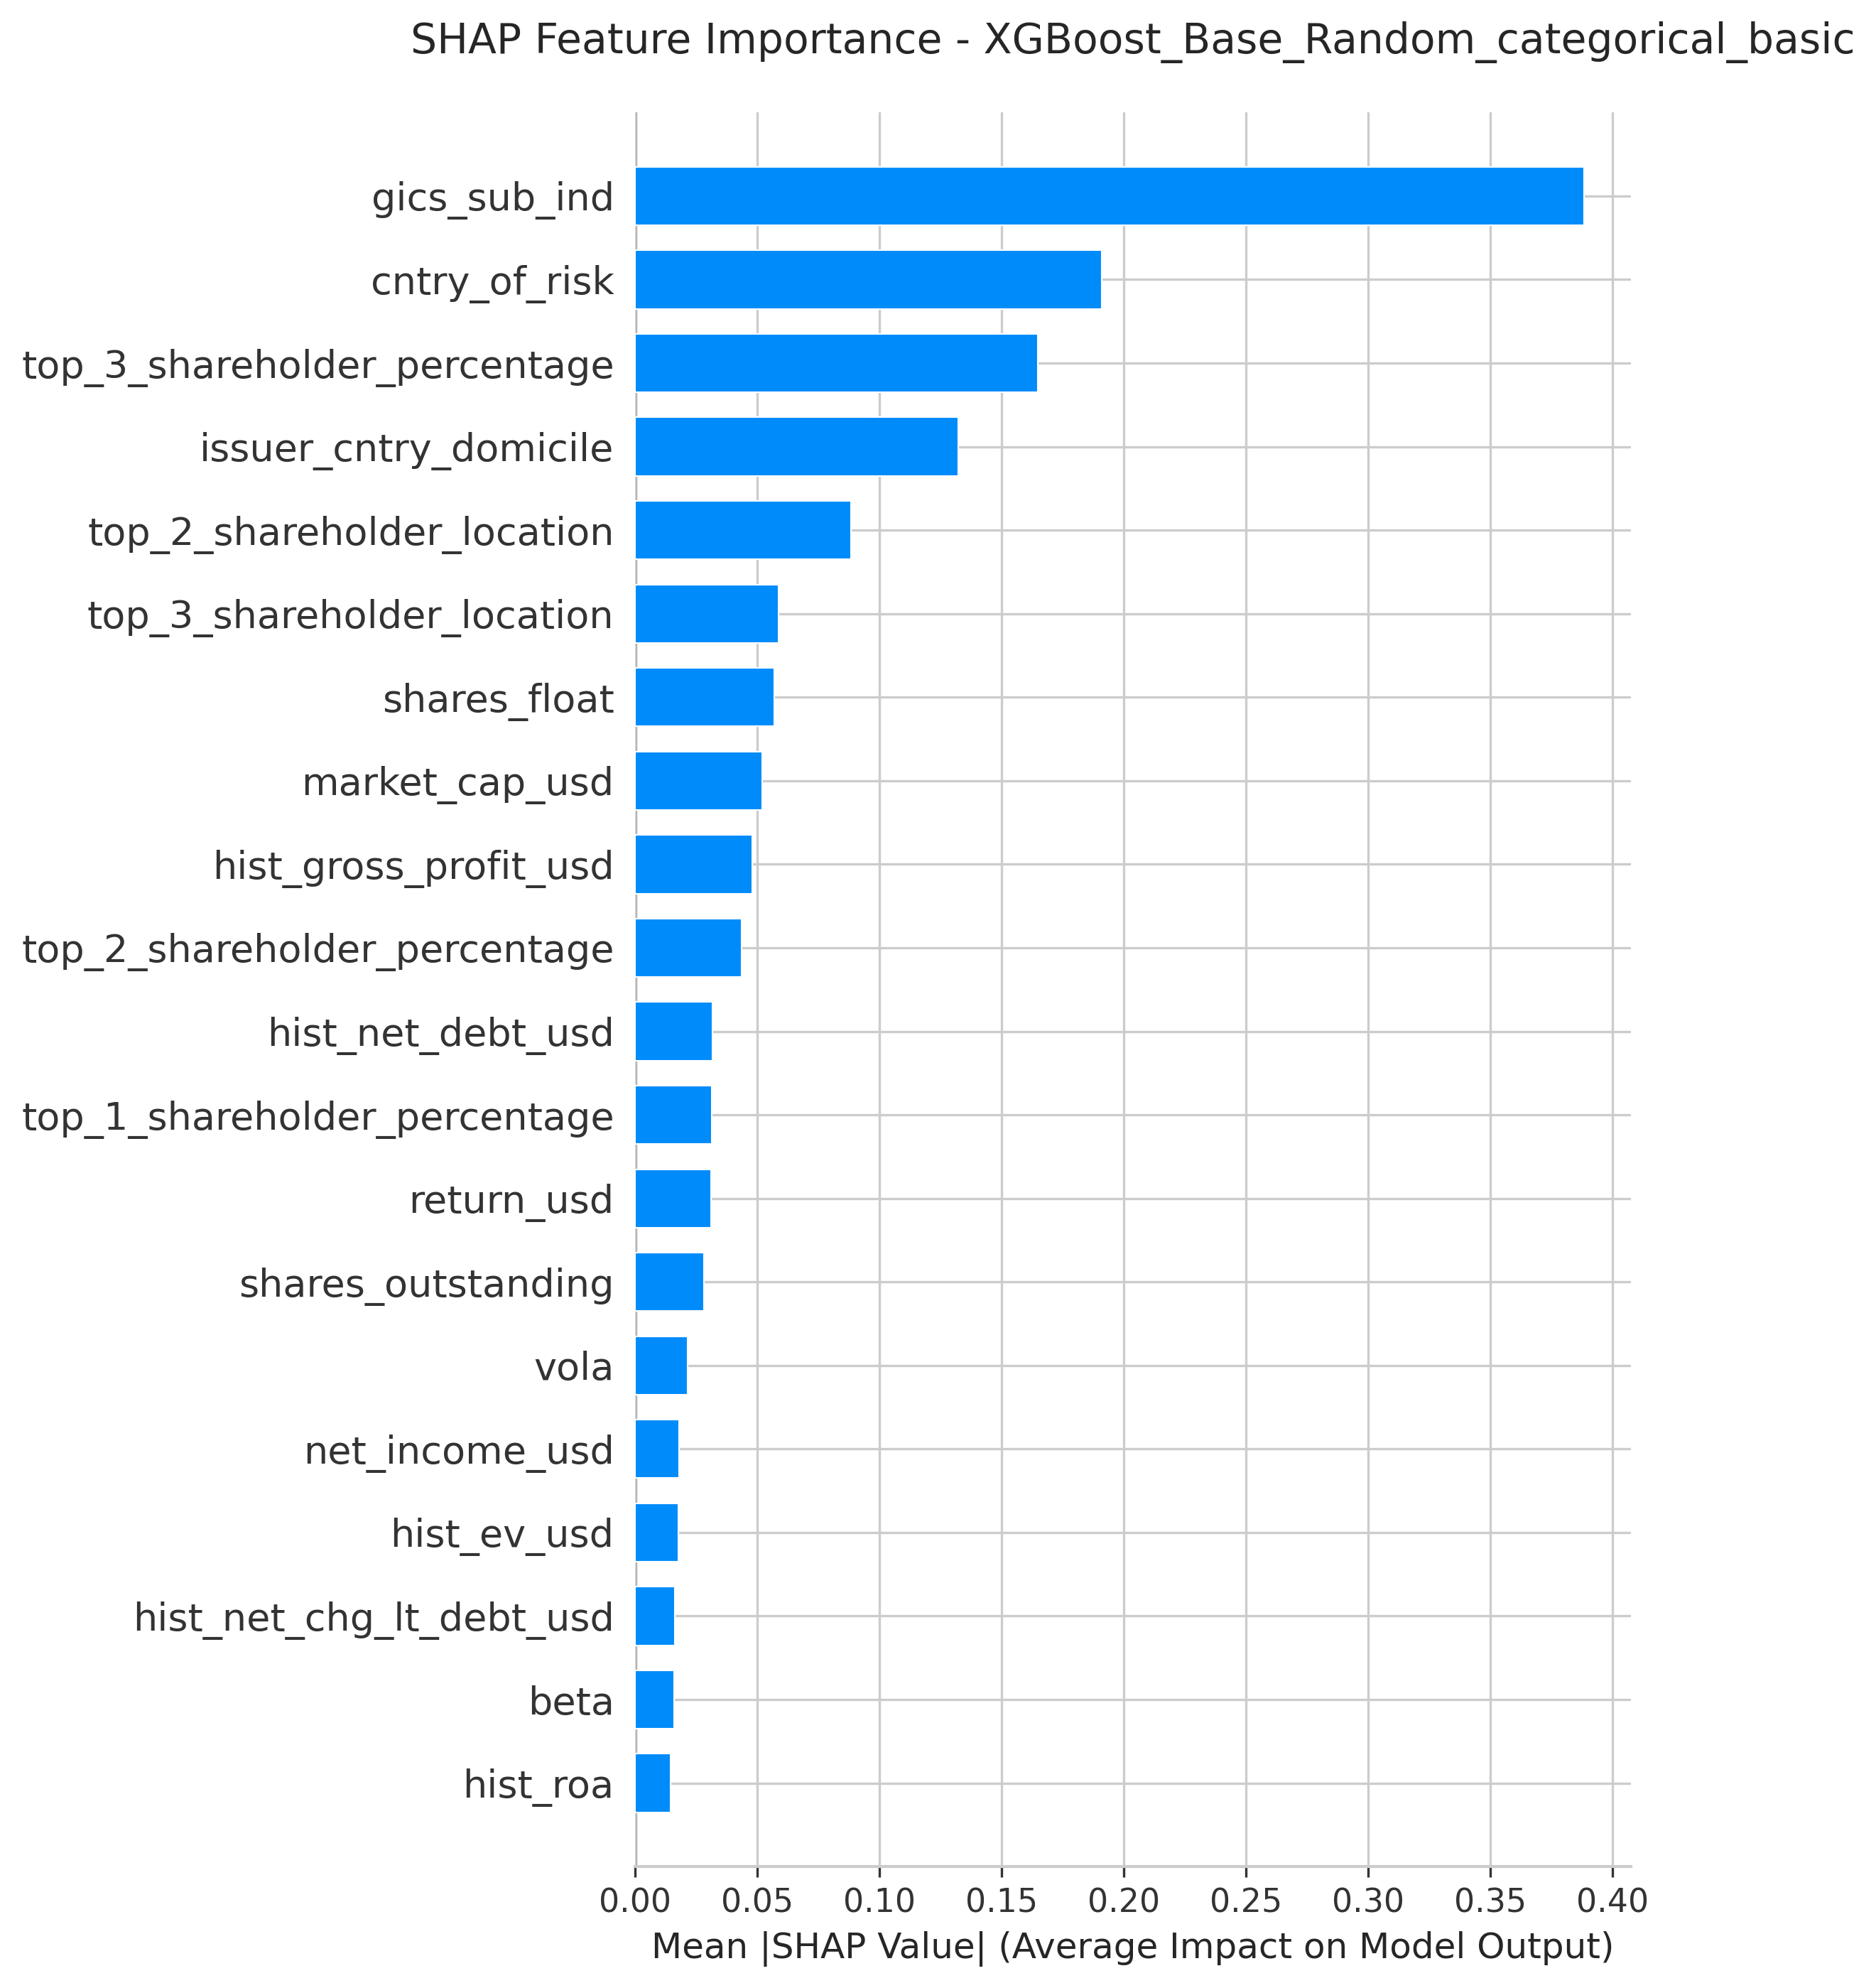 SHAP Feature Importance - XGBoost_Base_Random_categorical_basic
gics_sub_ind
cntry_of_risk
top_3_shareholder_percentage
issuer_cntry_domicile
top_2_shareholder_location
top_3_shareholder_location
shares_float
market_cap_usd
hist_gross_profit_usd
top_2_shareholder_percentage
hist_net_debt_usd
top_1_shareholder_percentage
return_usd
shares_outstanding
vola
net_income_usd
hist_ev_usd
hist_net_chg_lt_debt_usd
beta
hist_roa
0.00 0.05 0.10 0.15 0.20 0.25 0.30 0.35 0.40
Mean |SHAP Value| (Average Impact on Model Output)